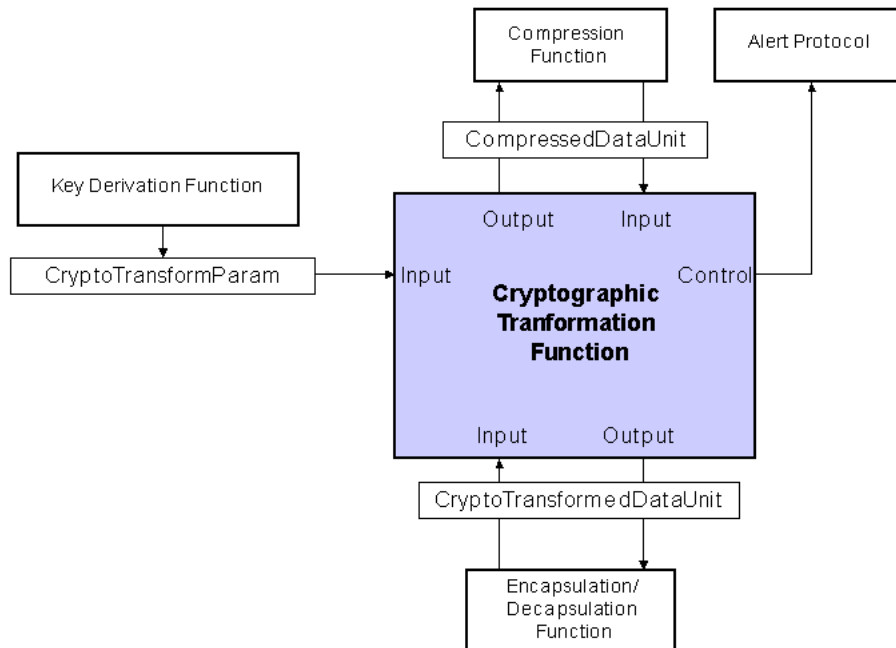 Compression
Function
Alert Protocol
CompressedDataUnit
Key Derivation Function
Output
Input
CryptoTransformParam
Input
Control
Cryptographic
Tranformation
Function
Input
Output
CryptoTransformedDataUnit
Encapsulation/
Decapsulation
Function